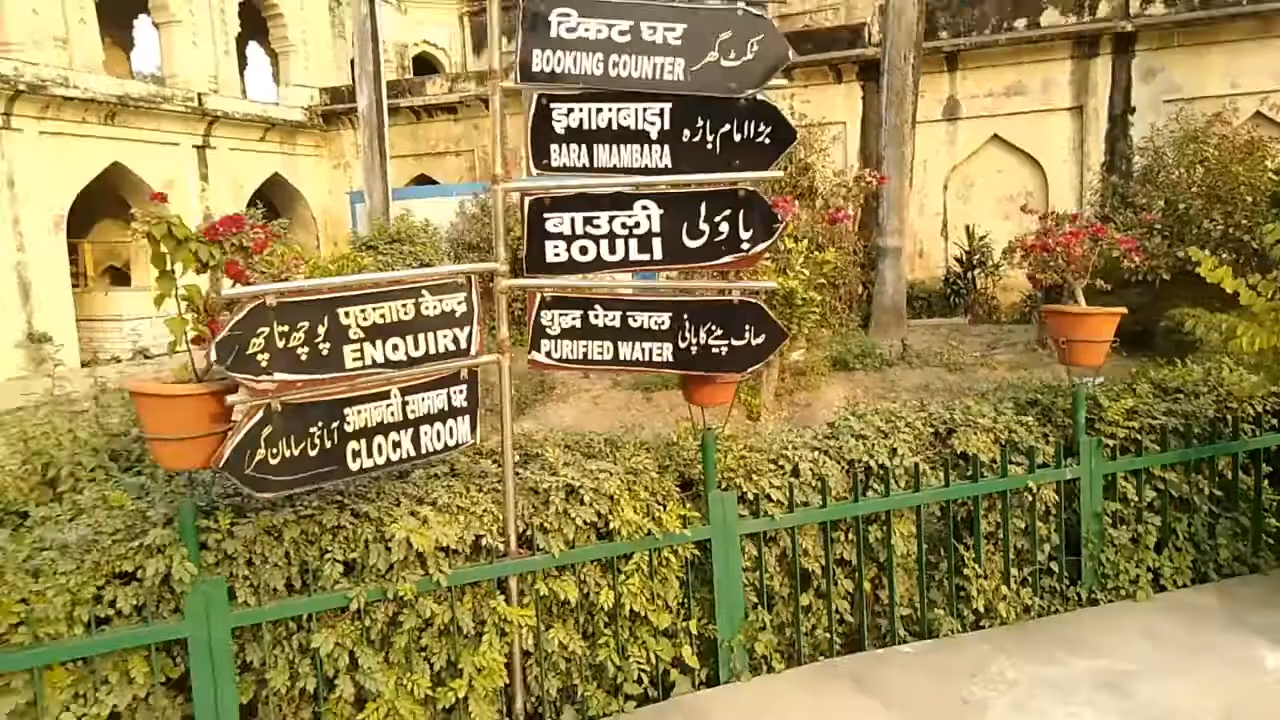 टिकट घर
BOOKING COUNTER
ٹکٹ گھر
इमामबाड़ा
BARA IMAMBARA
بڑا امام باڑہ
बाउली
BOULI
باؤلی
शुद्ध पेय जल
PURIFIED WATER
صاف پینے کا پانی
पूछताछ केन्द्र
ENQUIRY
پوچھ تاچھ
अमानती सामान घर
CLOCK ROOM
امانتی سامان گھر